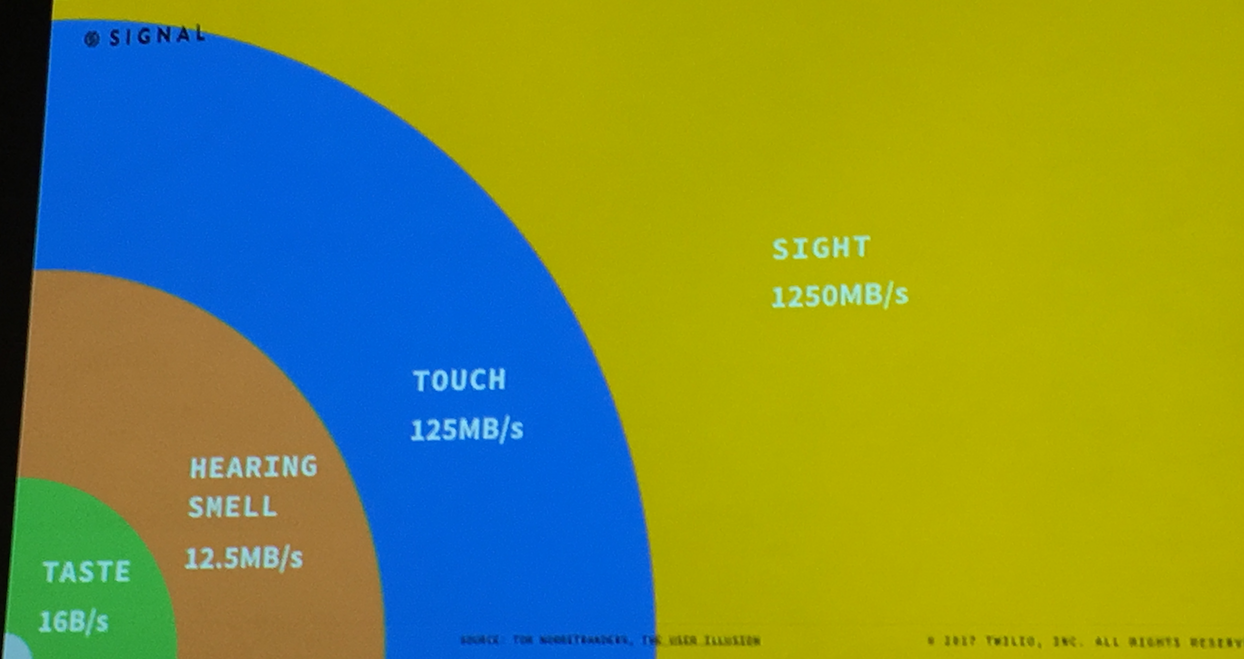 SIGNAL
SIGHT
1250MB/s
TOUCH
125MB/s
HEARING
SMELL
12.5MB/s
TASTE
16B/s
SOURCE: TOR NORRETRANDERS, THE USER ILLUSION
© 2017 TWILIO, INC. ALL RIGHTS RESERV